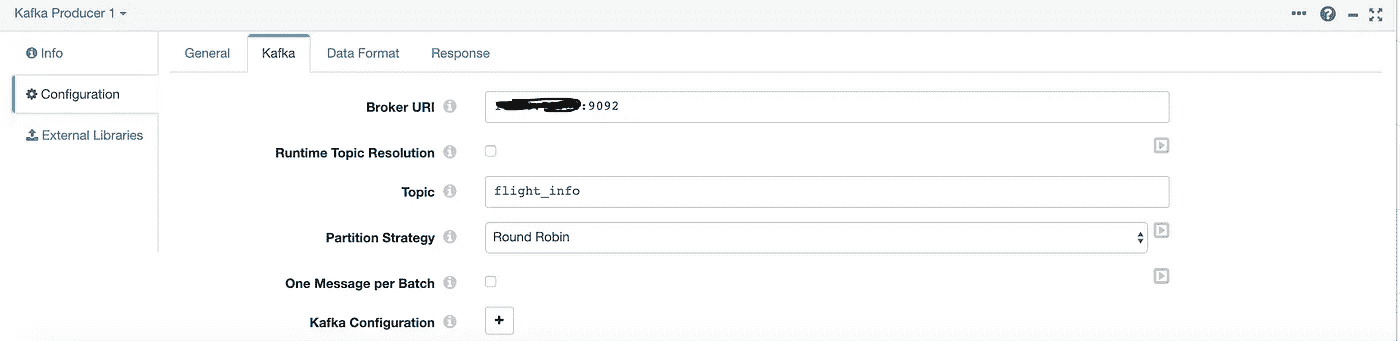 Kafka Producer 1
Info
Configuration
External Libraries
General Kafka Data Format Response
Broker URI :9092
Runtime Topic Resolution
Topic flight_info
Partition Strategy Round Robin
One Message per Batch
Kafka Configuration +